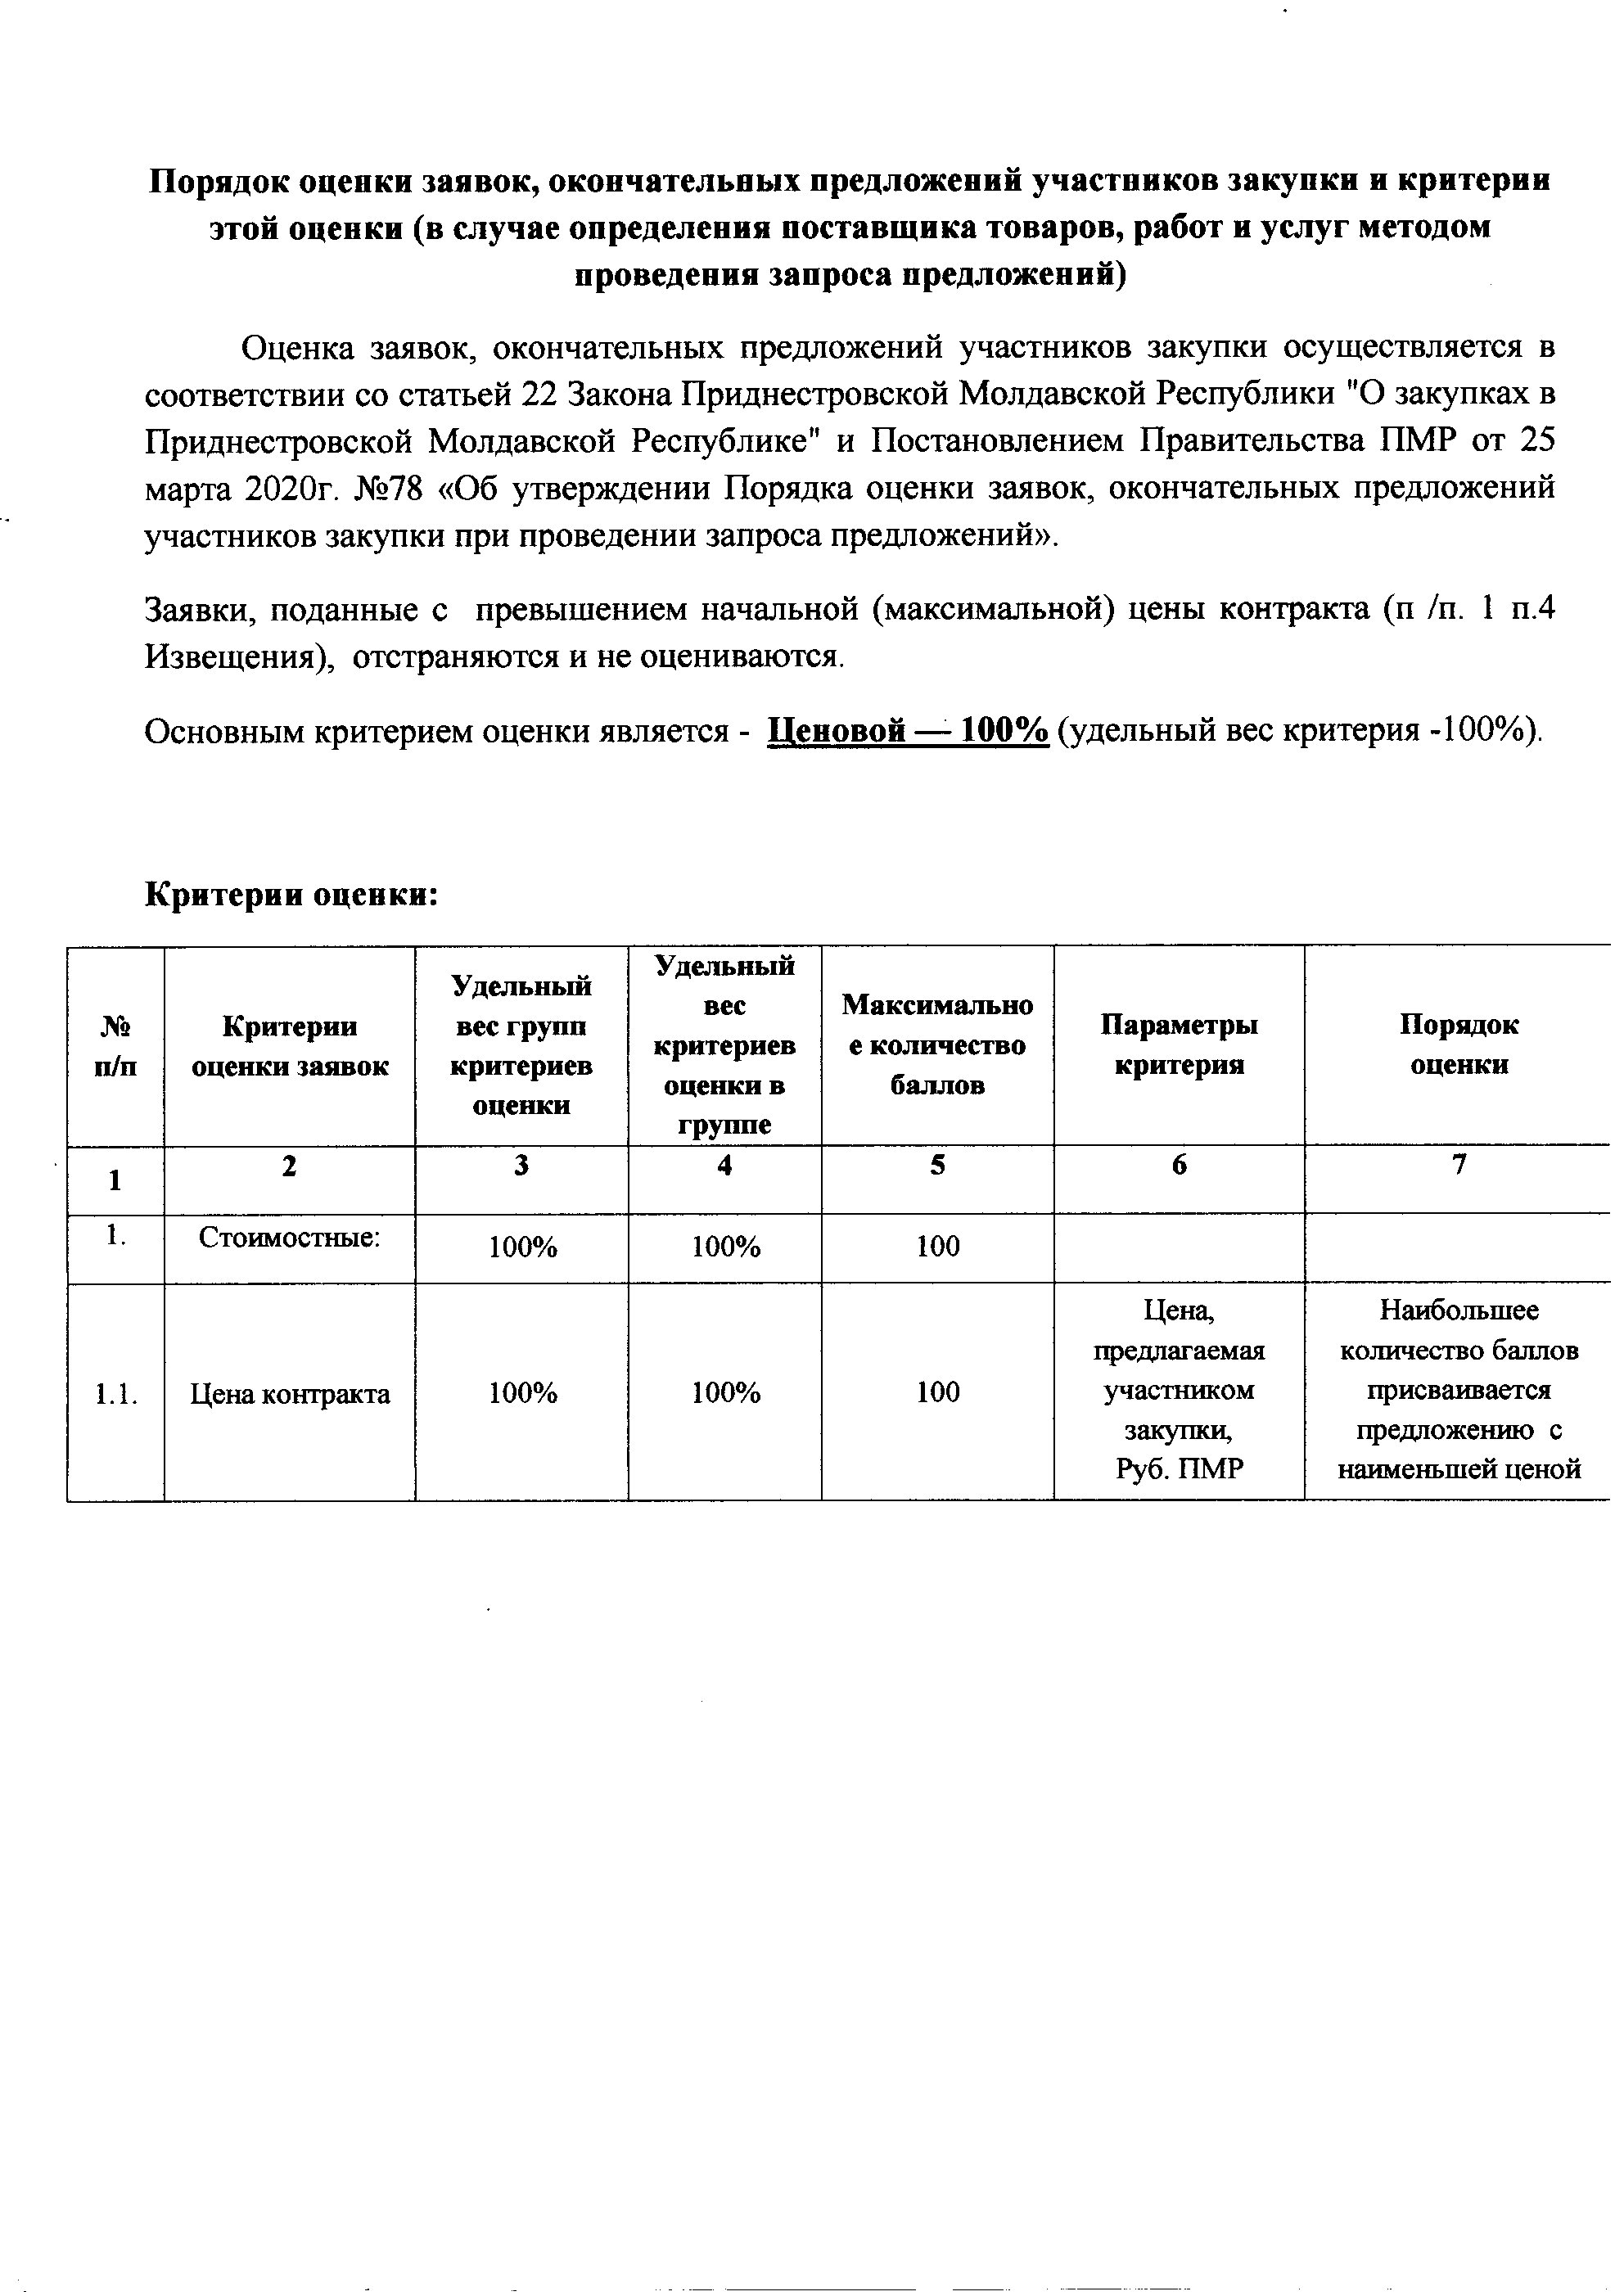 Порядок оценки заявок, окончательных предложений участников закупки и критерии
этой оценки (в случае определения поставщика товаров, работ и услуг методом
проведения запроса предложений)
Оценка заявок, окончательных предложений участников закупки осуществляется в
соответствии со статьей 22 Закона Приднестровской Молдавской Республики "О закупках в
Приднестровской Молдавской Республике" и Постановлением Правительства ПМР от 25
марта 2020г. №78 «Об утверждении Порядка оценки заявок, окончательных предложений
участников закупки при проведении запроса предложений».
Заявки, поданные с превышением начальной (максимальной) цены контракта (п /п. 1 п.4
Извещения), отстраняются и не оцениваются.
Основным критерием оценки является - Ценовой — 100% (удельный вес критерия -100%).
Критерии оценки:
№
п/п
Критерии
оценки заявок
Удельный
вес групп
критериев
оценки
Удельный
вес
критериев
оценки в
группе
Максимально
е количество
баллов
Параметры
критерия
Порядок
оценки
1
2
3
4
5
6
7
1.
Стоимостные:
100%
100%
100
1.1.
Цена контракта
100%
100%
100
Цена,
предлагаемая
участником
закупки,
Руб. ПМР
Наибольшее
количество баллов
присваивается
предложению с
наименьшей ценой